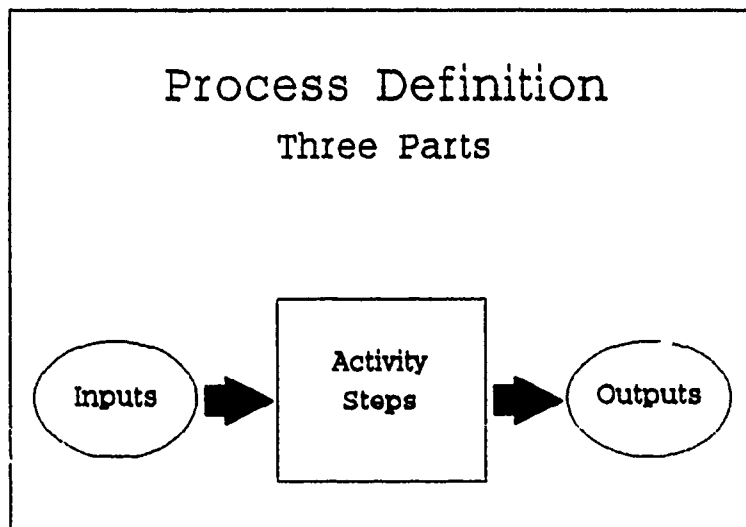 Process Definition
Three Parts
Inputs
Activity
Steps
Outputs